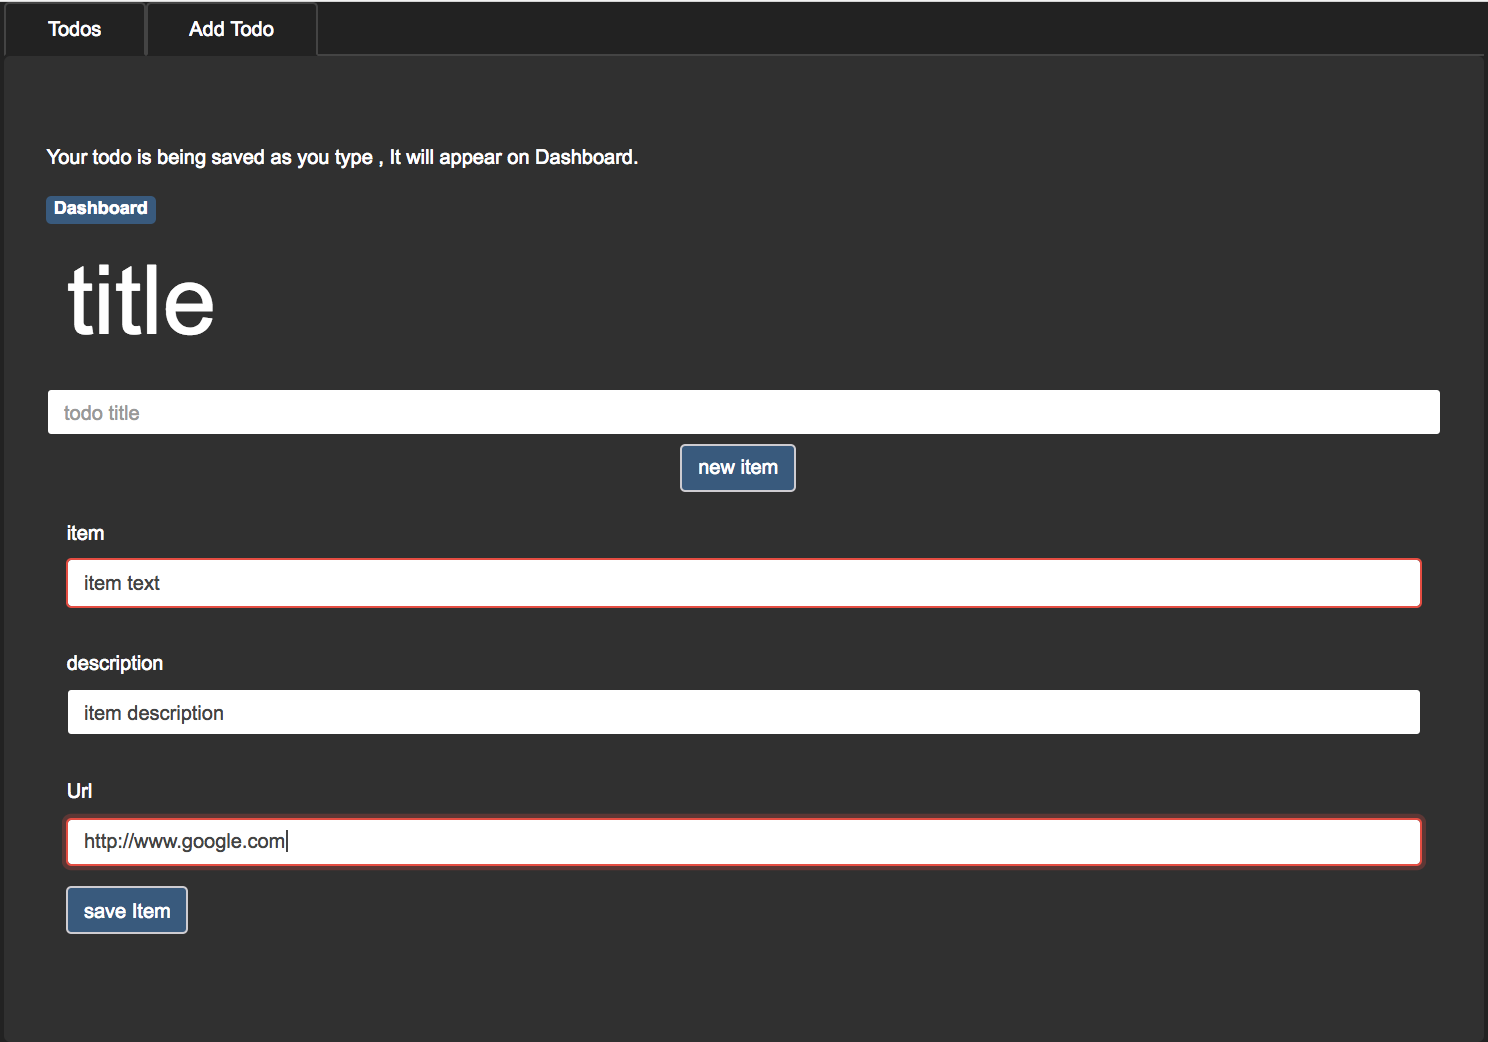 Todos Add Todo
Your todo is being saved as you type , It will appear on Dashboard.
Dashboard
title
todo title
new item
item
item text
description
item description
Url
http://www.google.com
save Item